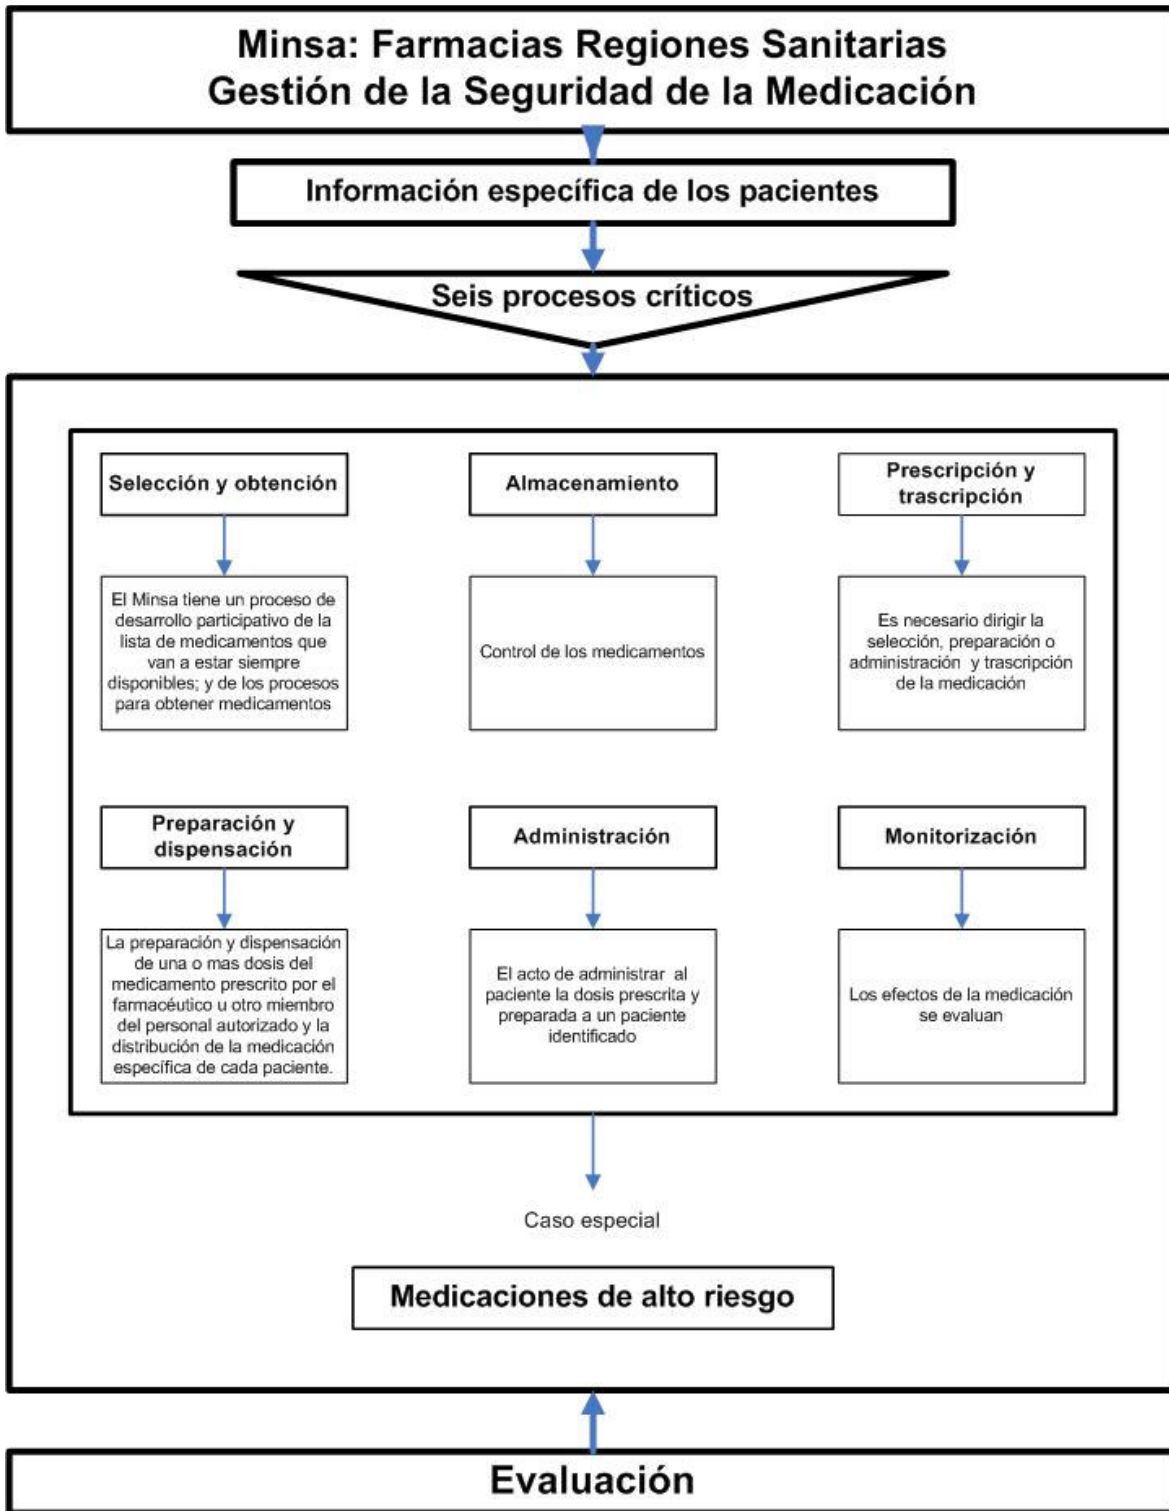 Minsa: Farmacias Regiones Sanitarias
Gestión de la Seguridad de la Medicación
Información específica de los pacientes
Seis procesos críticos
Selección y obtención
El Minsa tiene un proceso de
desarrollo participativo de la
lista de medicamentos que
van a estar siempre
disponibles; y de los procesos
para obtener medicamentos
Almacenamiento
Control de los medicamentos
Prescripción y
trascripción
Es necesario dirigir la
selección, preparación o
administración y trascripción
de la medicación
Preparación y
dispensación
La preparación y dispensación
de una o mas dosis del
medicamento prescrito por el
farmacéutico u otro miembro
del personal autorizado y la
distribución de la medicación
específica de cada paciente.
Administración
El acto de administrar al
paciente la dosis prescrita y
preparada a un paciente
identificado
Monitorización
Los efectos de la medicación
se evaluan
Caso especial
Medicaciones de alto riesgo
Evaluación